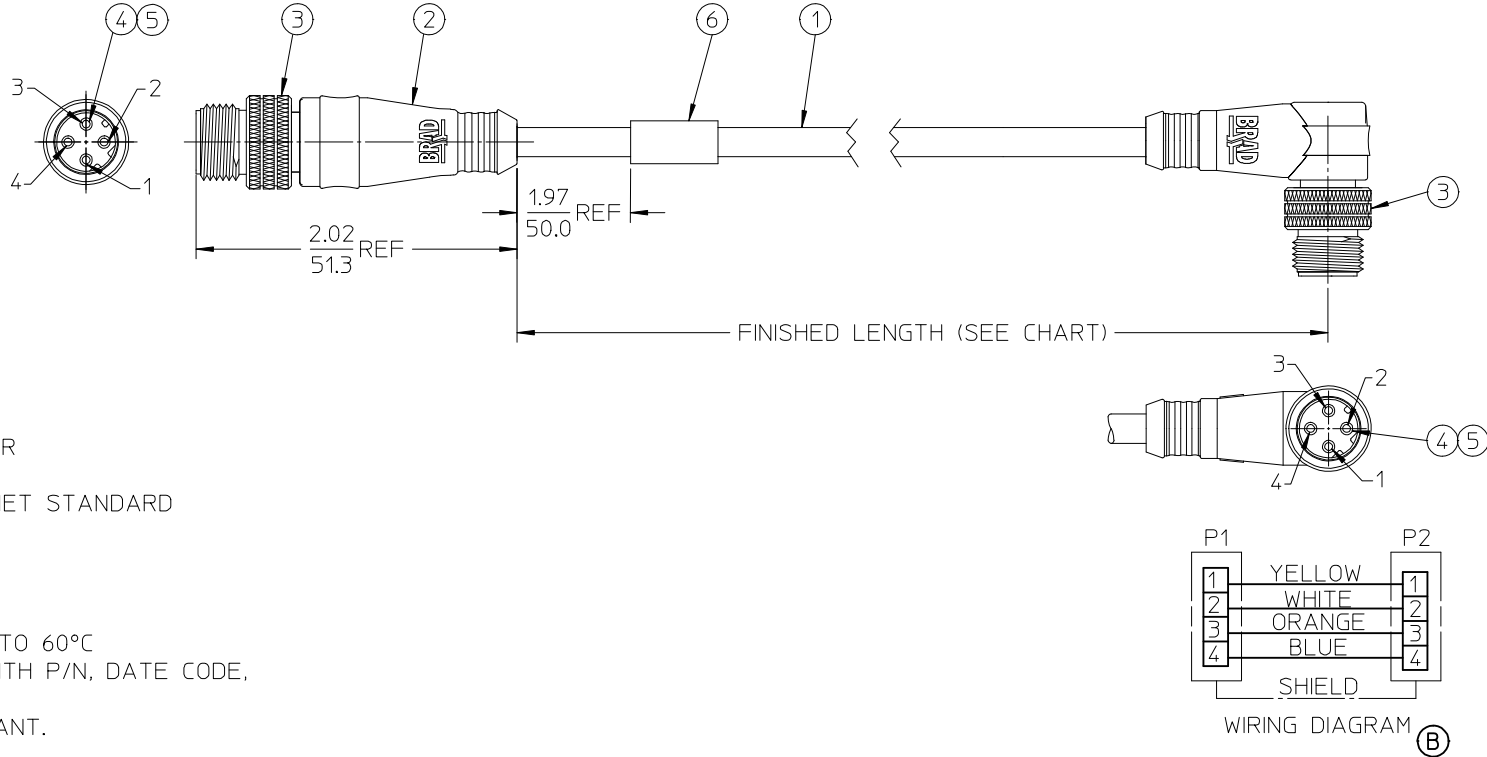 4 5
3
2
6
1
3
2
4
1
BRAD
BRAD
3
1.97
50.0
REF
2.02
51.3
REF
FINISHED LENGTH (SEE CHART)
3
2
4 5
4
1
R
NET STANDARD
TO 60°C
ITH P/N, DATE CODE,
ANT.
P1 P2
1 YELLOW 1
2 WHITE 2
3 ORANGE 3
4 BLUE 4
SHIELD
WIRING DIAGRAM B